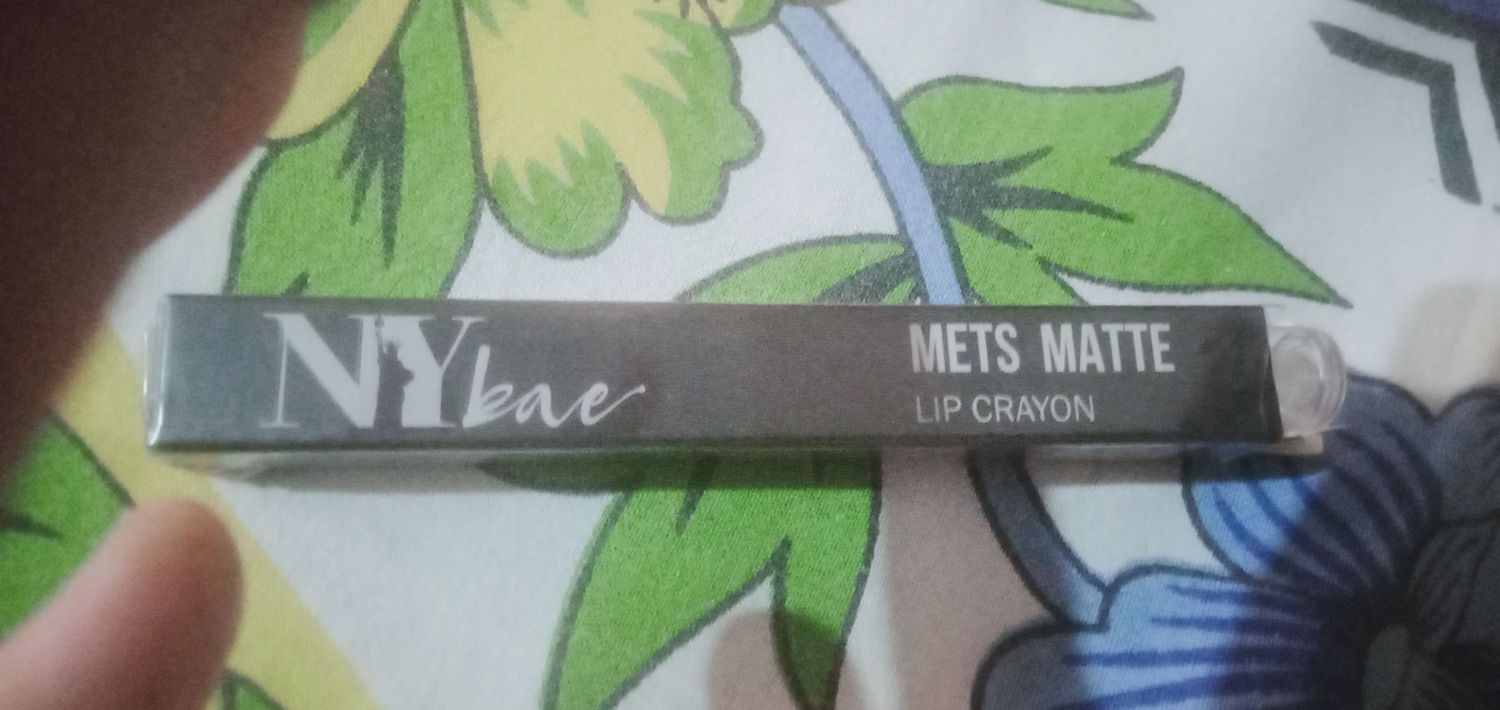 NYbae
METS MATTE
LIP CRAYON